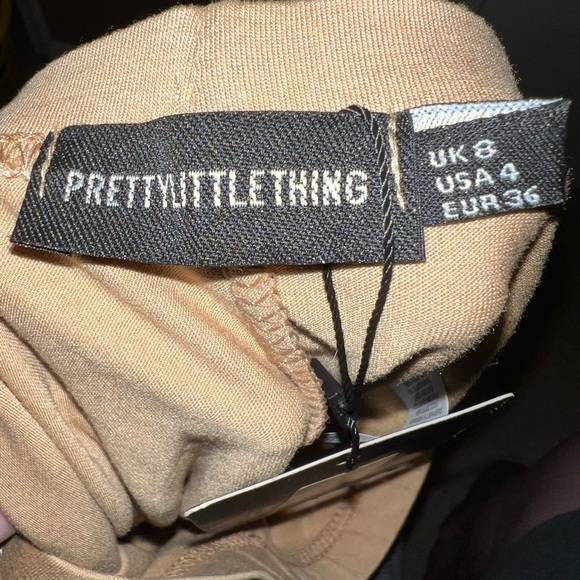 PRETTYLITTLETHING
UK 8
USA 4
EUR 36